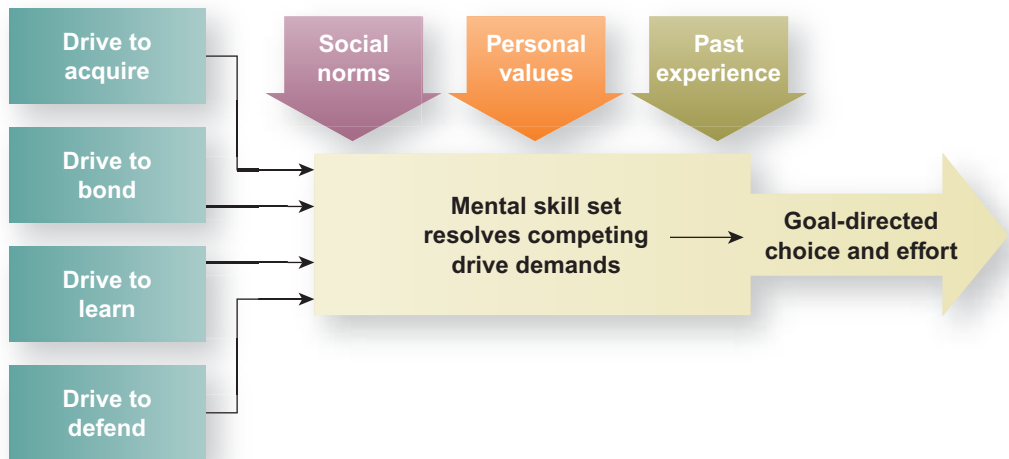 Drive to
acquire
Drive to
bond
Drive to
learn
Drive to
defend
Social
norms
Personal
values
Past
experience
Mental skill set
resolves competing
drive demands
Goal-directed
choice and effort